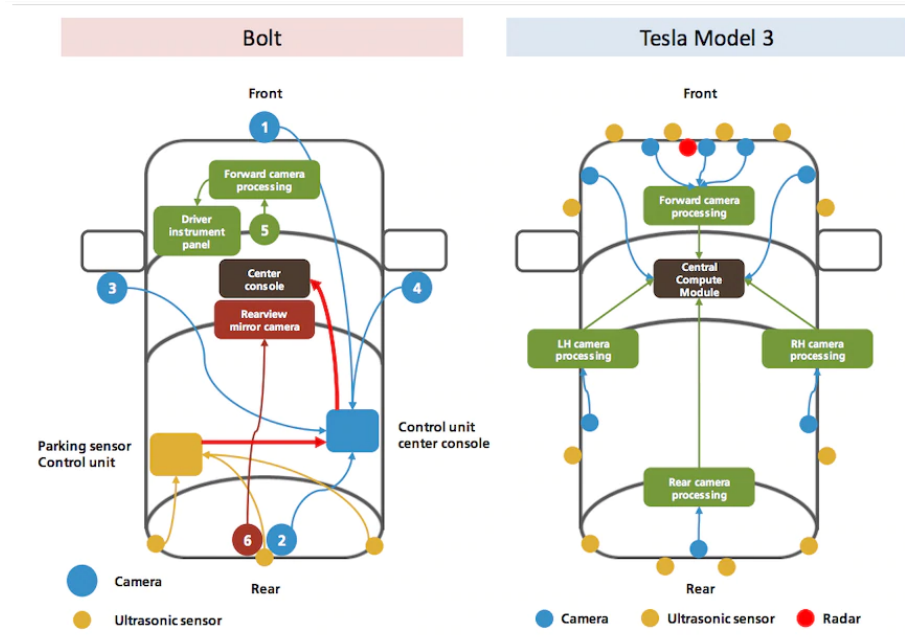 Bolt
Front
1
Forward camera
processing
Driver
instrument
panel
5
Center
console
3
4
Rearview
mirror camera
Control unit
center console
Parking sensor
Control unit
6
2
Rear
Camera
Ultrasonic sensor
Tesla Model 3
Front
Forward camera
processing
Central
Compute
Module
LH camera
processing
RH camera
processing
Rear camera
processing
Rear
Camera
Ultrasonic sensor
Radar